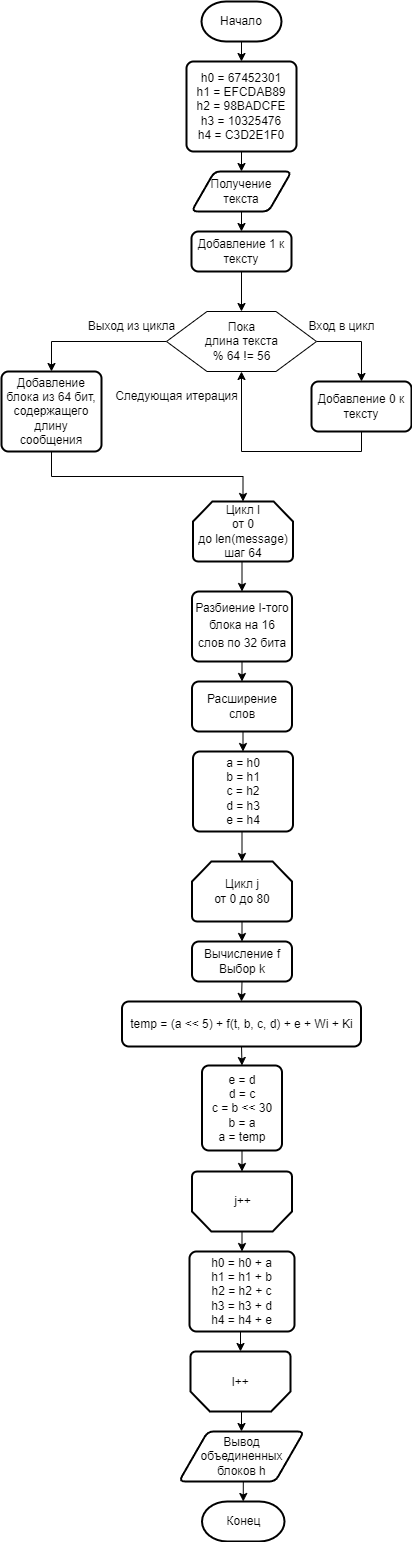 Начало
h0 = 67452301
h1 = EFCDAB89
h2 = 98BADCFE
h3 = 10325476
h4 = C3D2E1F0
Получение
текста
Добавление 1 к
тексту
Выход из цикла
Пока
длина текста
% 64 != 56
Вход в цикл
Добавление
блока из 64 бит,
содержащего
длину
сообщения
Следующая итерация
Добавление 0 к
тексту
Цикл I
от 0
до len(message)
шаг 64
Разбиение I-того
блока на 16
слов по 32 бита
Расширение
слов
a = h0
b = h1
c = h2
d = h3
e = h4
Цикл j
от 0 до 80
Вычисление f
Выбор k
temp = (a << 5) + f(t, b, c, d) + e + Wi + Ki
e = d
d = c
c = b << 30
b = a
a = temp
j++
h0 = h0 + a
h1 = h1 + b
h2 = h2 + c
h3 = h3 + d
h4 = h4 + e
I++
Вывод
объединенных
блоков h
Конец